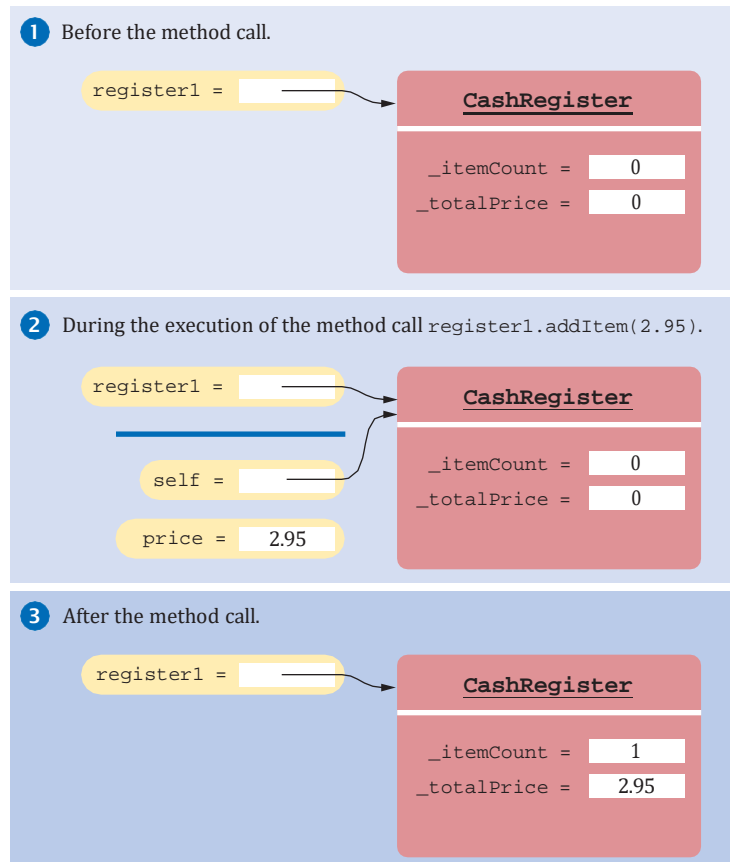 1 Before the method call.
register1 =
CashRegister
_itemCount = 0
_totalPrice = 0
2 During the execution of the method call register1.addItem(2.95).
register1 =
CashRegister
self =
_itemCount = 0
_totalPrice = 0
price = 2.95
3 After the method call.
register1 =
CashRegister
_itemCount = 1
_totalPrice = 2.95